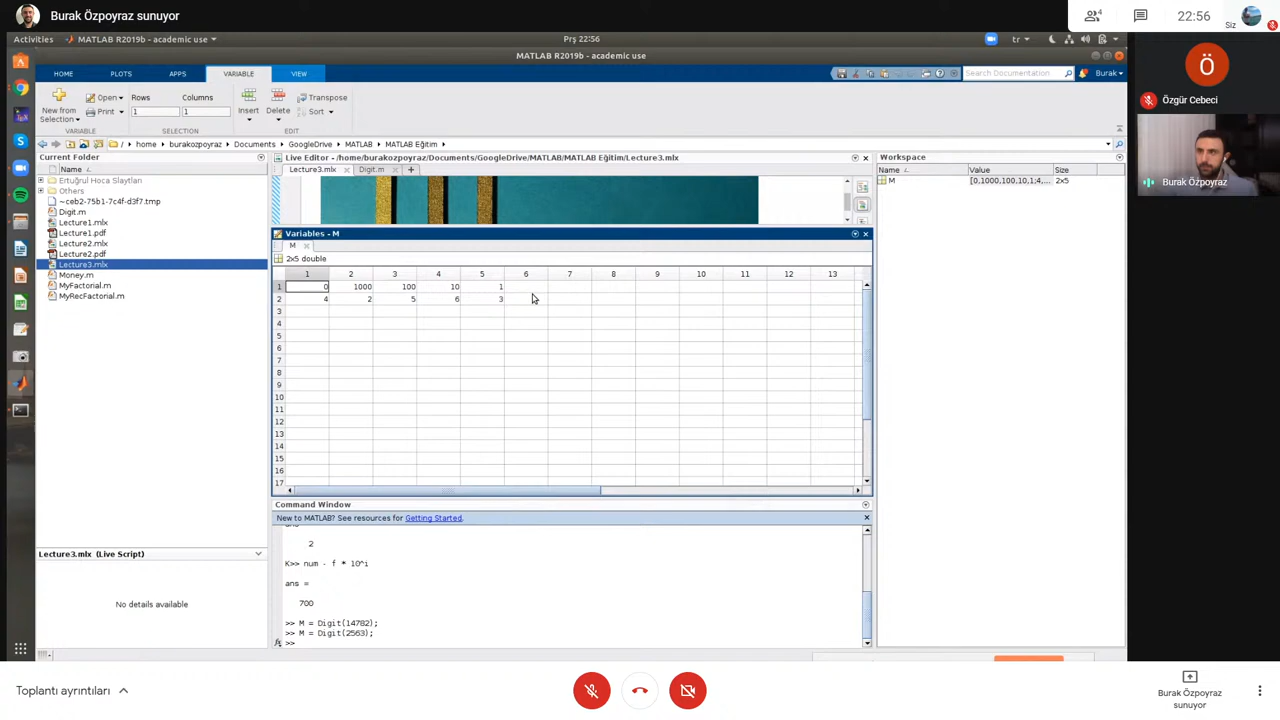 Burak Özpoyraz sunuyor
4
22:56
Siz
Activities
MATLAB R2019b - academic use
Prş 22:56
tr
MATLAB R2019b - academic use
HOME
PLOTS
APPS
VARIABLE
VIEW
Search Documentation
Burak
New from
Selection
Open
Print
Rows
Columns
1
1
Insert
Delete
Transpose
Sort
VARIABLE
SELECTION
EDIT
/ home burakozpoyraz Documents GoogleDrive MATLAB MATLAB Eğitim
Current Folder
Name
Ertuğrul Hoca Slaytları
Others
~ceb2-75b1-7c4f-d3f7.tmp
Digit.m
Lecture1.mlx
Lecture1.pdf
Lecture2.mlx
Lecture2.pdf
Lecture3.mlx
Money.m
MyFactorial.m
MyRecFactorial.m
Lecture3.mlx (Live Script)
No details available
Live Editor - /home/burakozpoyraz/Documents/GoogleDrive/MATLAB/MATLAB Eğitim/Lecture3.mlx
Lecture3.mlx
Digit.m
Variables - M
M
2x5 double
1 2 3 4 5 6 7 8 9 10 11 12 13
1 0 1000 100 10 1
2 4 2 5 6 3
3
4
5
6
7
8
9
10
11
12
13
14
15
16
17
Command Window
New to MATLAB? See resources for Getting Started.
2
K>> num - f * 10^i
ans =
700
>> M = Digit(14782);
>> M = Digit(2563);
>>
Workspace
Name
Value
Size
M
[0,1000,100,10,1;4,...
2x5
Ö
Özgür Cebeci
Burak Özpoyraz
Toplantı ayrıntıları
Burak Özpoyraz
sunuyor